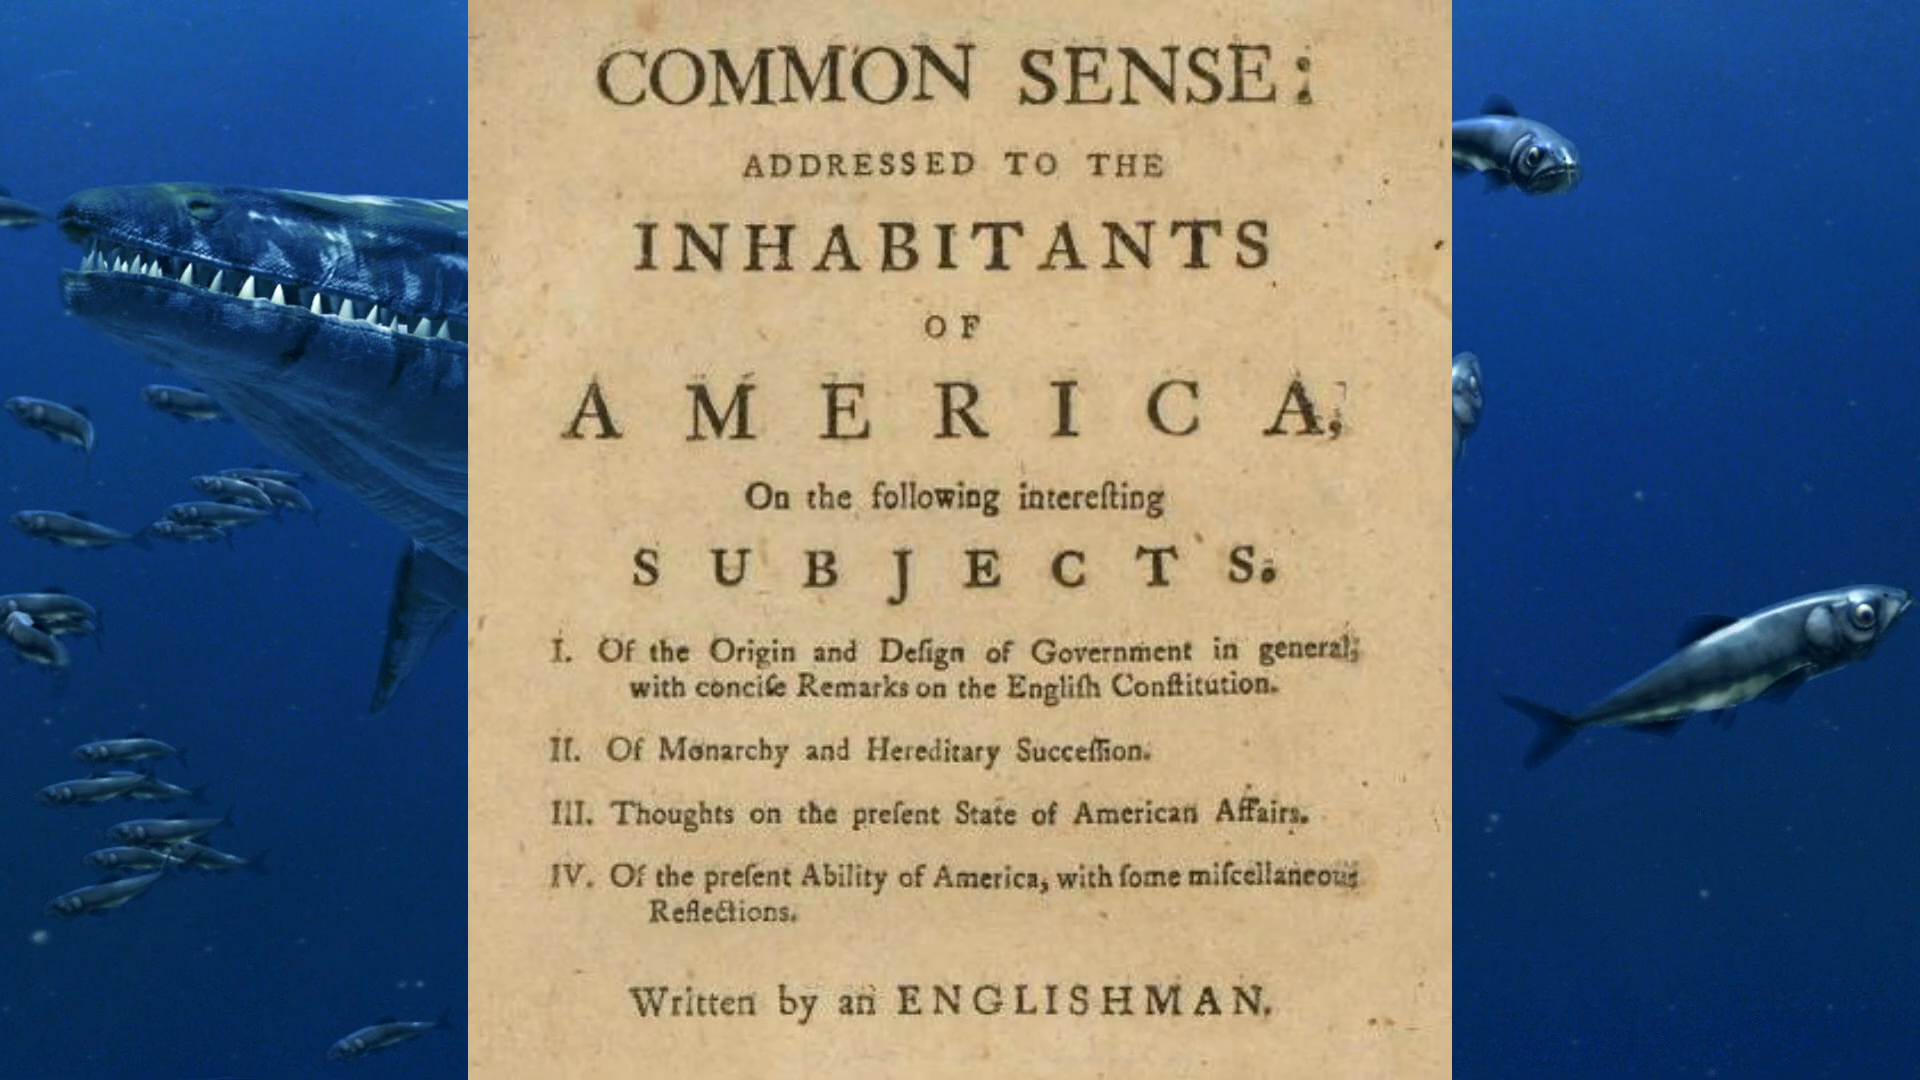 COMMON SENSE:
ADDRESSED TO THE
INHABITANTS
OF
AMERICA,
On the following intereſting
SUBJECTS.
I. Of the Origin and Deſign of Government in general;
with conciſe Remarks on the Engliſh Conſtitution.
II. Of Monarchy and Hereditary Succeſſion.
III. Thoughts on the preſent State of American Affairs.
IV. Of the preſent Ability of America, with ſome miſcellaneous
Reflections.
Written by an ENGLISHMAN.